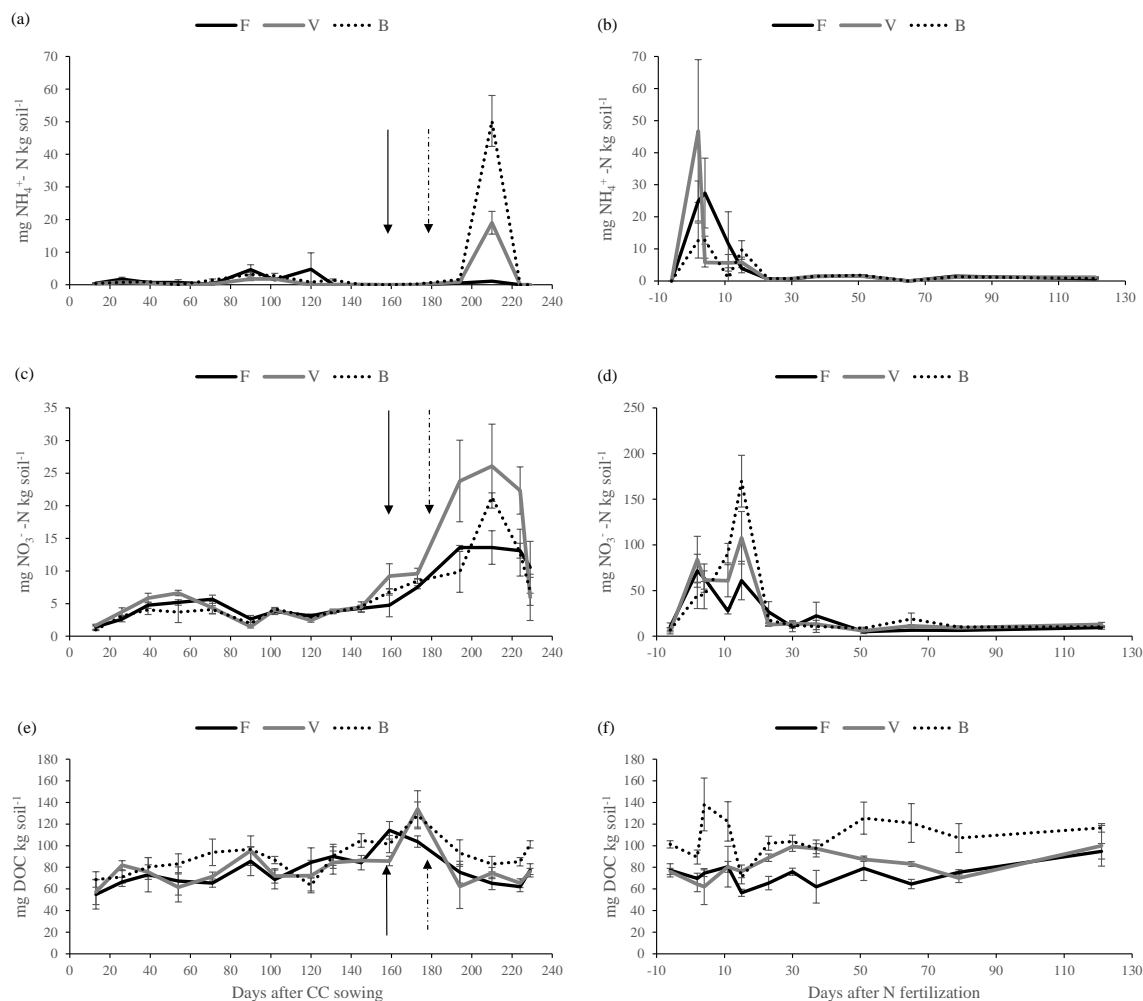 (a)
F V B
mg NH₄⁺- N kg soil⁻¹
70
60
50
40
30
20
10
0
0 20 40 60 80 100 120 140 160 180 200 220 240
(b)
F V B
mg NH₄⁺ -N kg soil⁻¹
70
60
50
40
30
20
10
0
-10 10 30 50 70 90 110 130
(c)
F V B
mg NO₃⁻ -N kg soil⁻¹
35
30
25
20
15
10
5
0
0 20 40 60 80 100 120 140 160 180 200 220 240
(d)
F V B
mg NO₃⁻ -N kg soil⁻¹
250
200
150
100
50
0
-10 10 30 50 70 90 110 130
(e)
F V B
mg DOC kg soil⁻¹
180
160
140
120
100
80
60
40
20
0
0 20 40 60 80 100 120 140 160 180 200 220 240
Days after CC sowing
(f)
F V B
mg DOC kg soil⁻¹
180
160
140
120
100
80
60
40
20
0
-10 10 30 50 70 90 110 130
Days after N fertilization